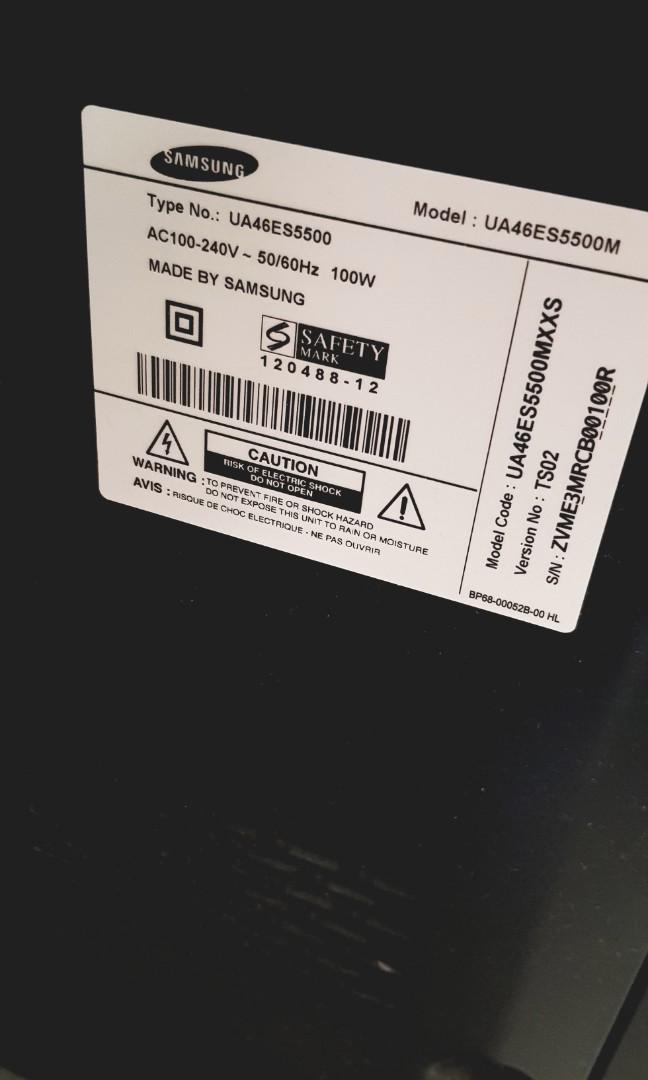 SAMSUNG
Type No.: UA46ES5500
Model : UA46ES5500M
AC100-240V ~ 50/60Hz 100W
MADE BY SAMSUNG
SAFETY
MARK
120488-12
CAUTION
RISK OF ELECTRIC SHOCK
DO NOT OPEN
WARNING : TO PREVENT FIRE OR SHOCK HAZARD
DO NOT EXPOSE THIS UNIT TO RAIN OR MOISTURE
AVIS : RISQUE DE CHOC ELECTRIQUE - NE PAS OUVRIR
Model Code : UA46ES5500MXXS
Version No : TS02
S/N : ZVME3MRCB00100R
BP68-00052B-00 HL